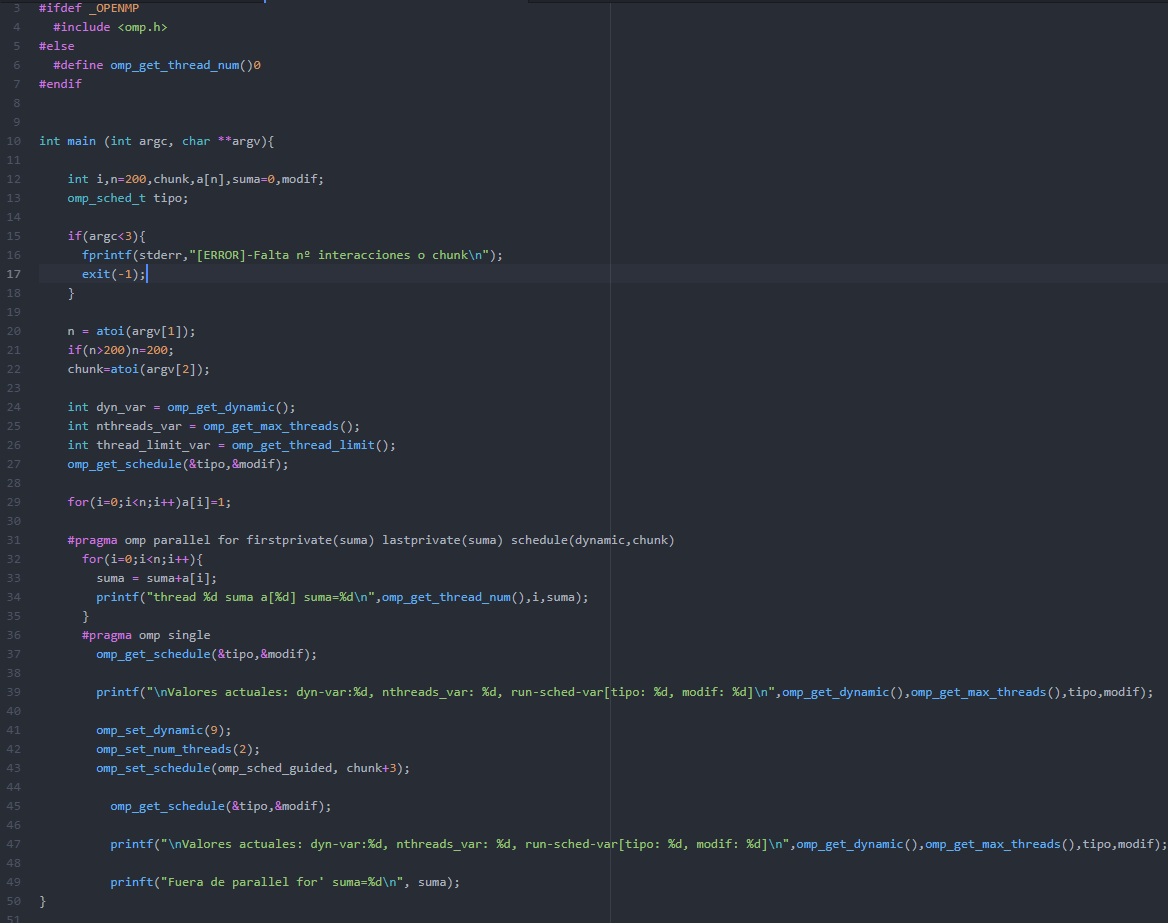 3 #ifdef _OPENMP
4 #include <omp.h>
5 #else
6 #define omp_get_thread_num()0
7 #endif
8
9
10 int main (int argc, char **argv){
11
12 int i,n=200,chunk,a[n],suma=0,modif;
13 omp_sched_t tipo;
14
15 if(argc<3){
16 fprintf(stderr,"[ERROR]-Falta nº interacciones o chunk\n");
17 exit(-1);
18 }
19
20 n = atoi(argv[1]);
21 if(n>200)n=200;
22 chunk=atoi(argv[2]);
23
24 int dyn_var = omp_get_dynamic();
25 int nthreads_var = omp_get_max_threads();
26 int thread_limit_var = omp_get_thread_limit();
27 omp_get_schedule(&tipo,&modif);
28
29 for(i=0;i<n;i++)a[i]=1;
30
31 #pragma omp parallel for firstprivate(suma) lastprivate(suma) schedule(dynamic,chunk)
32 for(i=0;i<n;i++){
33 suma = suma+a[i];
34 printf("thread %d suma a[%d] suma=%d\n",omp_get_thread_num(),i,suma);
35 }
36 #pragma omp single
37 omp_get_schedule(&tipo,&modif);
38
39 printf("\nValores actuales: dyn-var:%d, nthreads_var: %d, run-sched-var[tipo: %d, modif: %d]\n",omp_get_dynamic(),omp_get_max_threads(),tipo,modif);
40
41 omp_set_dynamic(9);
42 omp_set_num_threads(2);
43 omp_set_schedule(omp_sched_guided, chunk+3);
44
45 omp_get_schedule(&tipo,&modif);
46
47 printf("\nValores actuales: dyn-var:%d, nthreads_var: %d, run-sched-var[tipo: %d, modif: %d]\n",omp_get_dynamic(),omp_get_max_threads(),tipo,modif);
48
49 prinft("Fuera de parallel for' suma=%d\n", suma);
50 }
51